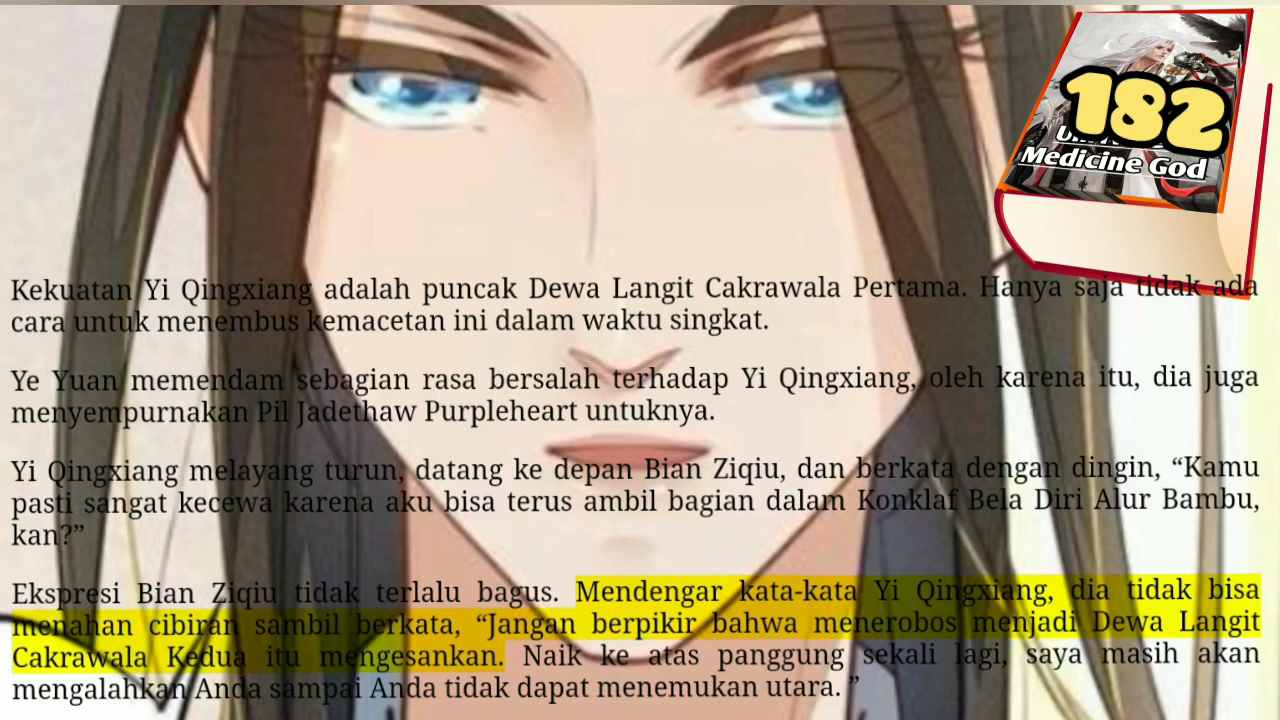 182
Medicine God
Kekuatan Yi Qingxiang adalah puncak Dewa Langit Cakrawala Pertama. Hanya saja tidak ada
cara untuk menembus kemacetan ini dalam waktu singkat.
Ye Yuan memendam sebagian rasa bersalah terhadap Yi Qingxiang, oleh karena itu, dia juga
menyempurnakan Pil Jadethaw Purpleheart untuknya.
Yi Qingxiang melayang turun, datang ke depan Bian Ziqiu, dan berkata dengan dingin, “Kamu
pasti sangat kecewa karena aku bisa terus ambil bagian dalam Konklaf Bela Diri Alur Bambu,
kan?”
Ekspresi Bian Ziqiu tidak terlalu bagus. Mendengar kata-kata Yi Qingxiang, dia tidak bisa
menahan cibiran sambil berkata, “Jangan berpikir bahwa menerobos menjadi Dewa Langit
Cakrawala Kedua itu mengesankan. Naik ke atas panggung sekali lagi, saya masih akan
mengalahkan Anda sampai Anda tidak dapat menemukan utara. ”